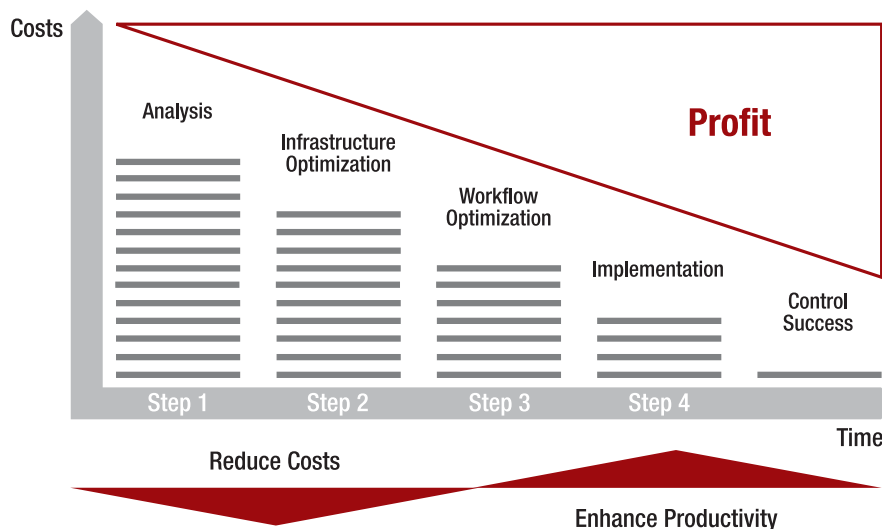 Costs
Analysis
Infrastructure
Optimization
Profit
Workflow
Optimization
Implementation
Control
Success
Step 1
Step 2
Step 3
Step 4
Time
Reduce Costs
Enhance Productivity